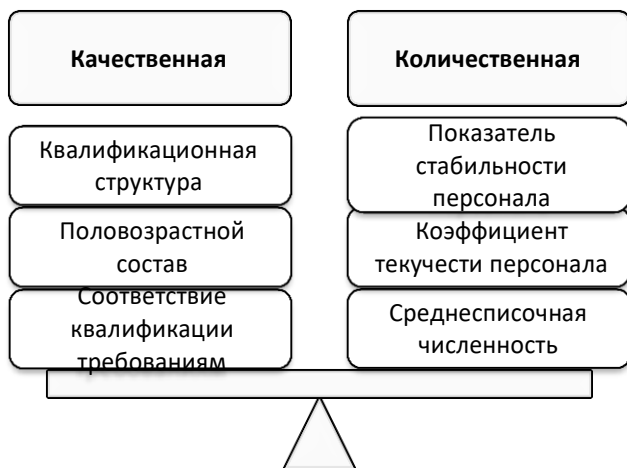 Качественная
Квалификационная
структура
Половозрастной
состав
Соответствие
квалификации
требованиям
Количественная
Показатель
стабильности
персонала
Коэффициент
текучести персонала
Среднесписочная
численность